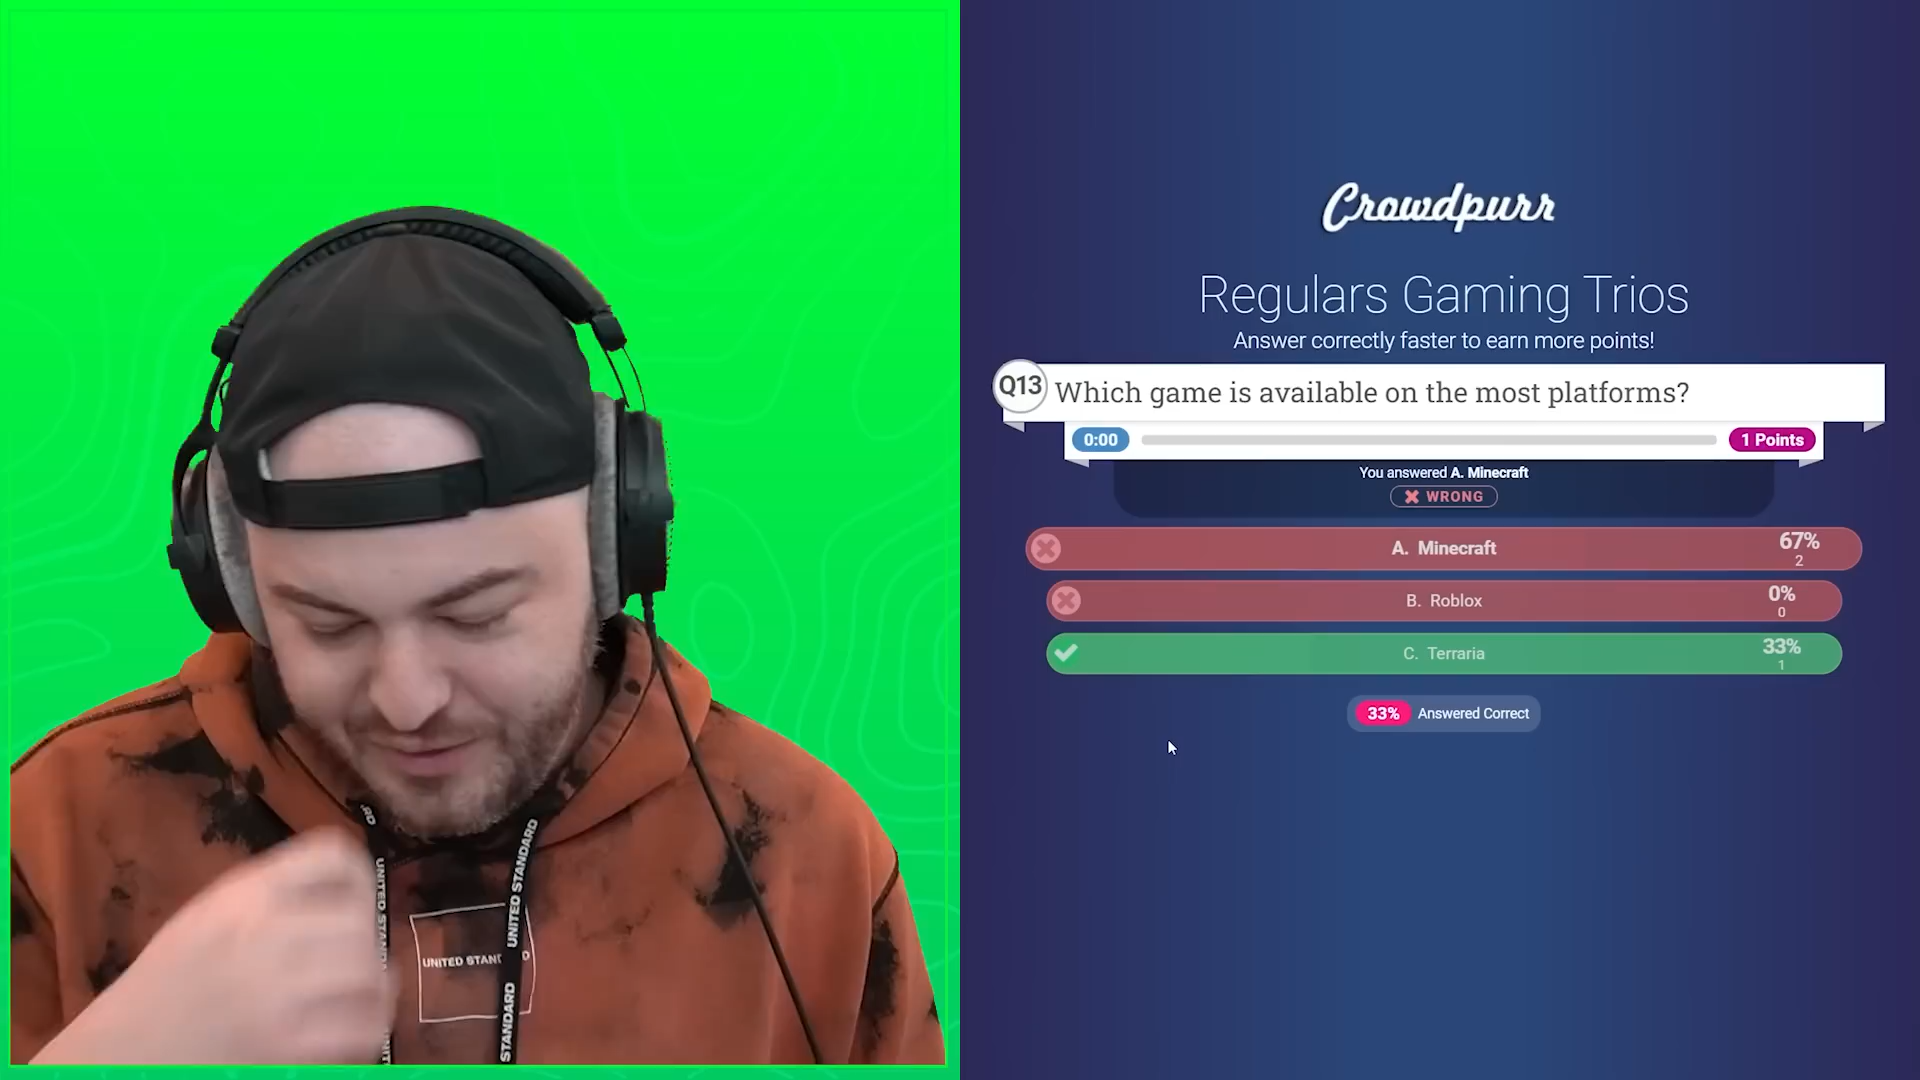 Crowdpurr
Regulars Gaming Trios
Answer correctly faster to earn more points!
Q13 Which game is available on the most platforms?
0:00
1 Points
You answered A. Minecraft
WRONG
A. Minecraft
67%
2
B. Roblox
0%
0
C. Terraria
33%
1
33% Answered Correct
UNITED STANDARD
UNITED STANDARD
STANDARD